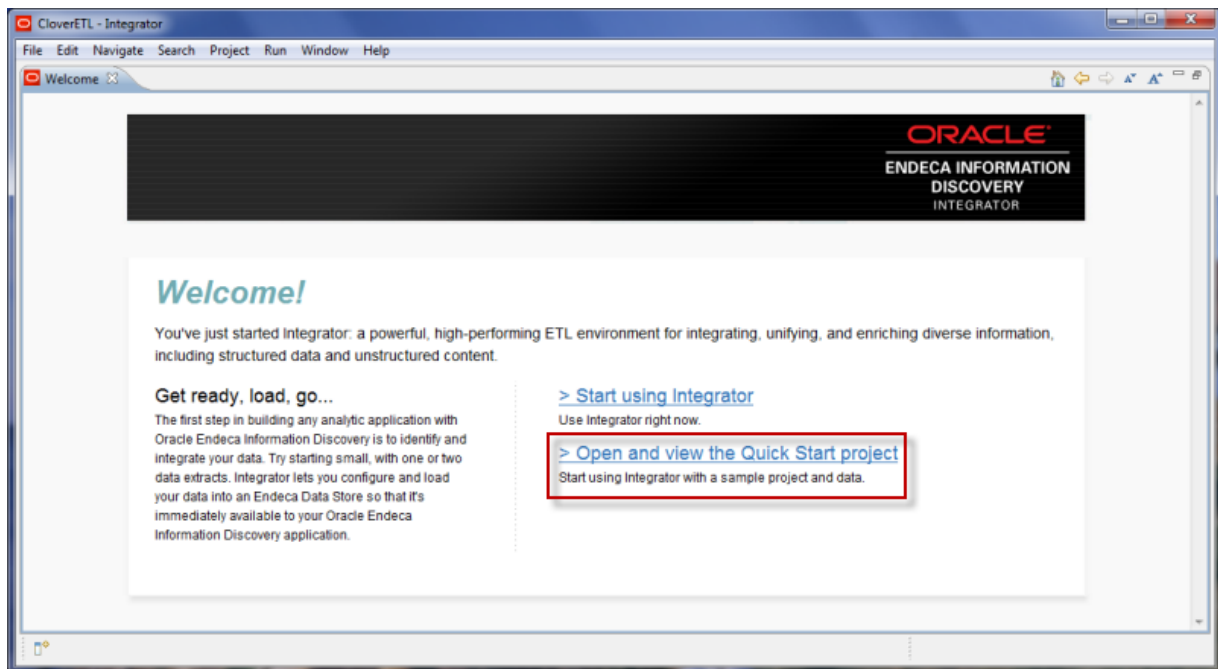 CloverETL - Integrator
File Edit Navigate Search Project Run Window Help
Welcome
ORACLE
ENDECA INFORMATION
DISCOVERY
INTEGRATOR
Welcome!
You've just started Integrator: a powerful, high-performing ETL environment for integrating, unifying, and enriching diverse information,
including structured data and unstructured content.
Get ready, load, go...
The first step in building any analytic application with
Oracle Endeca Information Discovery is to identify and
integrate your data. Try starting small, with one or two
data extracts. Integrator lets you configure and load
your data into an Endeca Data Store so that it's
immediately available to your Oracle Endeca
Information Discovery application.
> Start using Integrator
Use Integrator right now.
> Open and view the Quick Start project
Start using Integrator with a sample project and data.